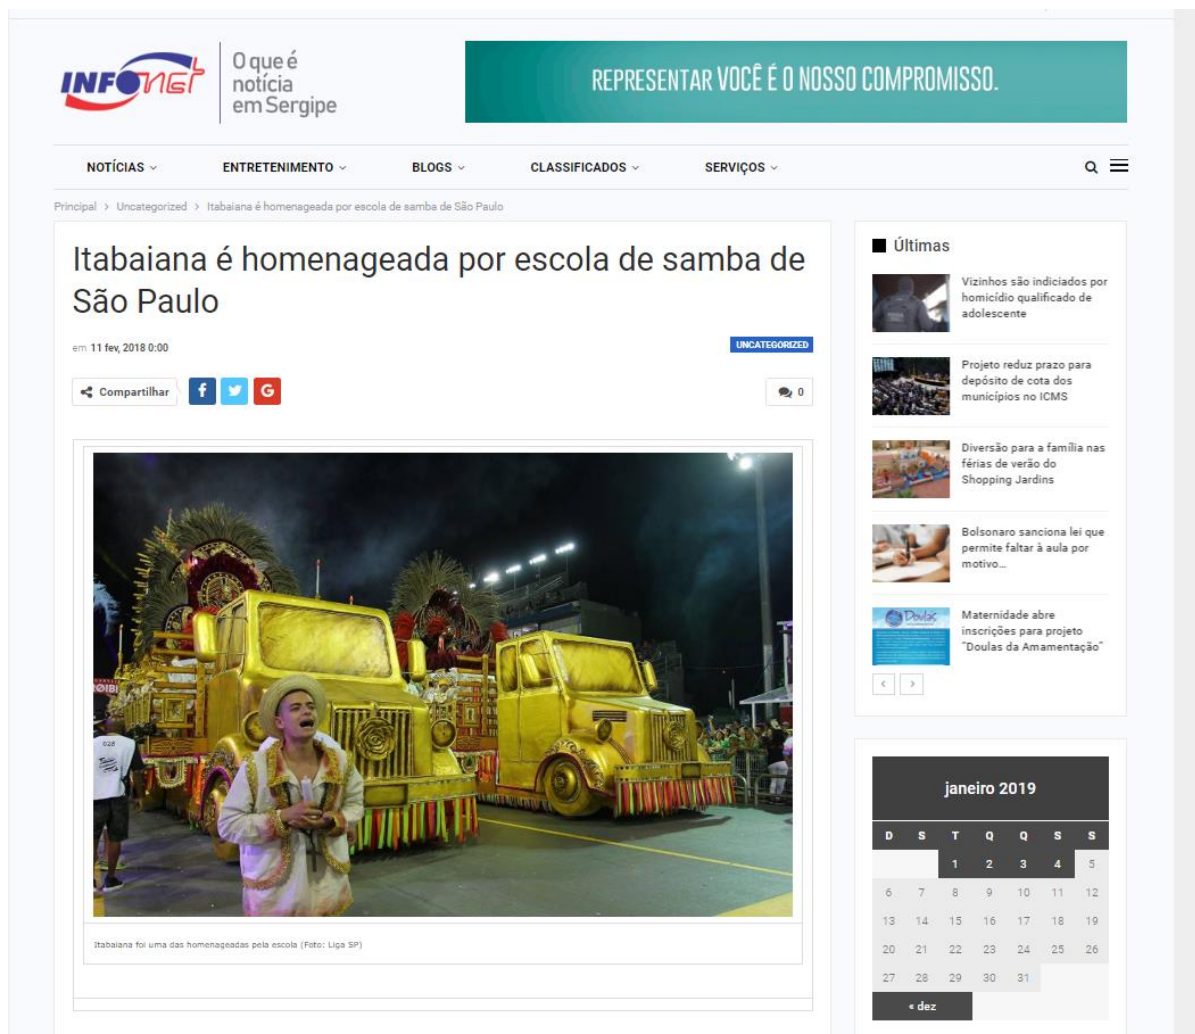 INFONET
O que é
notícia
em Sergipe
REPRESENTAR VOCÊ É O NOSSO COMPROMISSO.
NOTÍCIAS
ENTRETENIMENTO
BLOGS
CLASSIFICADOS
SERVIÇOS
Principal > Uncategorized > Itabaiana é homenageada por escola de samba de São Paulo
Itabaiana é homenageada por escola de samba de
São Paulo
em 11 fev, 2018 0:00
UNCATEGORIZED
Compartilhar
f
G
0
028
Itabaiana foi uma das homenageadas pela escola (Foto: Liga SP)
Últimas
Vizinhos são indiciados por
homicídio qualificado de
adolescente
Projeto reduz prazo para
depósito de cota dos
municípios no ICMS
Diversão para a família nas
férias de verão do
Shopping Jardins
Bolsonaro sanciona lei que
permite faltar à aula por
motivo...
Doulas
Maternidade abre
inscrições para projeto
"Doulas da Amamentação"
< >
janeiro 2019
D S T Q Q S S
1 2 3 4 5
6 7 8 9 10 11 12
13 14 15 16 17 18 19
20 21 22 23 24 25 26
27 28 29 30 31
« dez